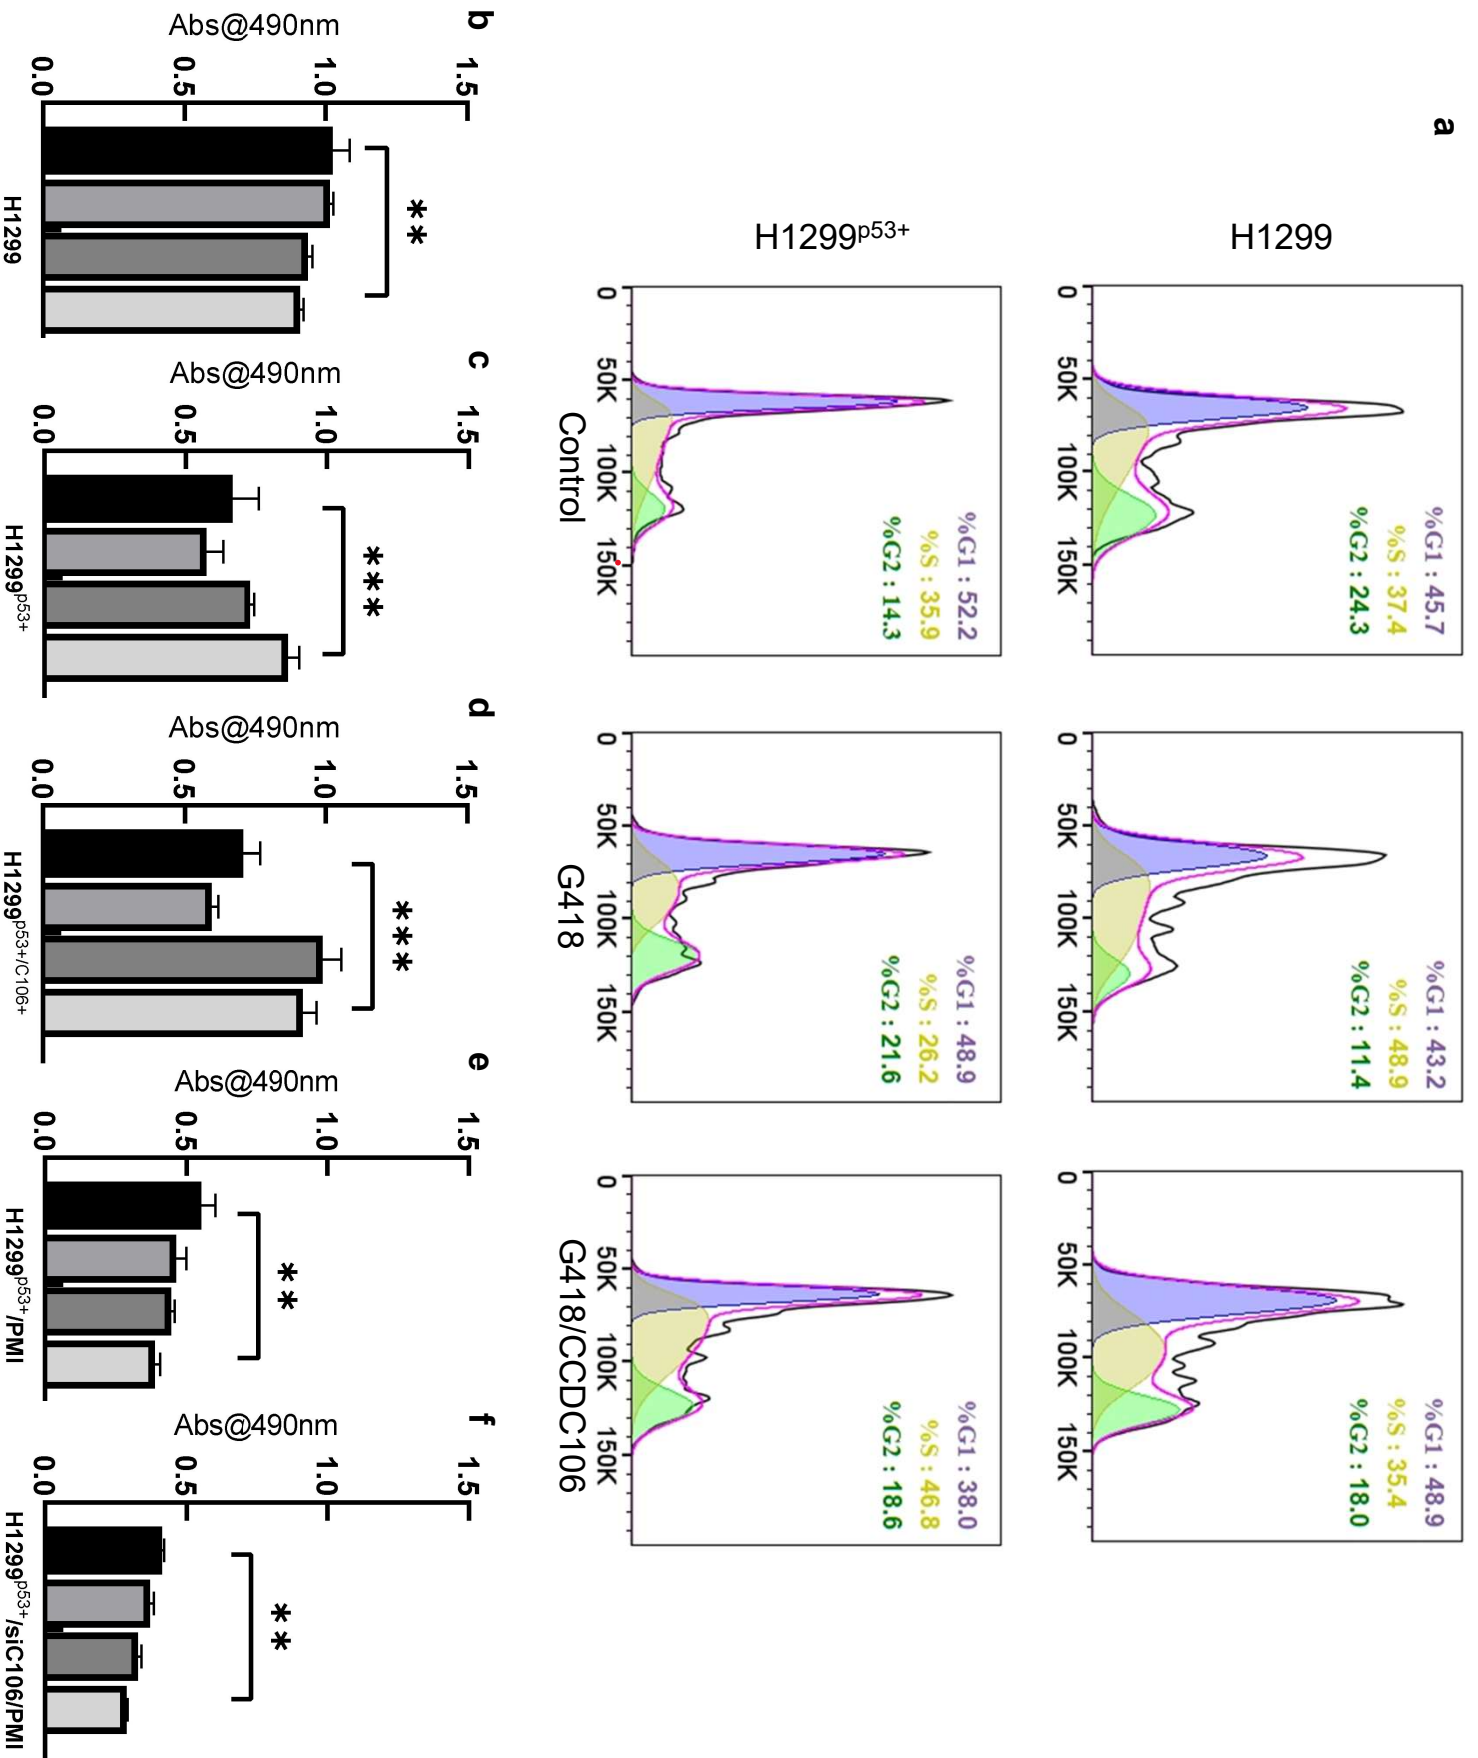 a
H1299
%G1 : 45.7
%S : 37.4
%G2 : 24.3
0 50K 100K 150K
%G1 : 43.2
%S : 48.9
%G2 : 11.4
0 50K 100K 150K
%G1 : 48.9
%S : 35.4
%G2 : 18.0
0 50K 100K 150K
H1299p53+
%G1 : 52.2
%S : 35.9
%G2 : 14.3
0 50K 100K 150K
%G1 : 48.9
%S : 26.2
%G2 : 21.6
0 50K 100K 150K
%G1 : 38.0
%S : 46.8
%G2 : 18.6
0 50K 100K 150K
Control
G418
G418/CCDC106
b
Abs@490nm
1.5
1.0
0.5
0.0
**
H1299
c
Abs@490nm
1.5
1.0
0.5
0.0
***
H1299p53+
d
Abs@490nm
1.5
1.0
0.5
0.0
***
H1299p53+/C106+
e
Abs@490nm
1.5
1.0
0.5
0.0
**
H1299p53+/PMI
f
Abs@490nm
1.5
1.0
0.5
0.0
**
H1299p53+/siC106/PMI